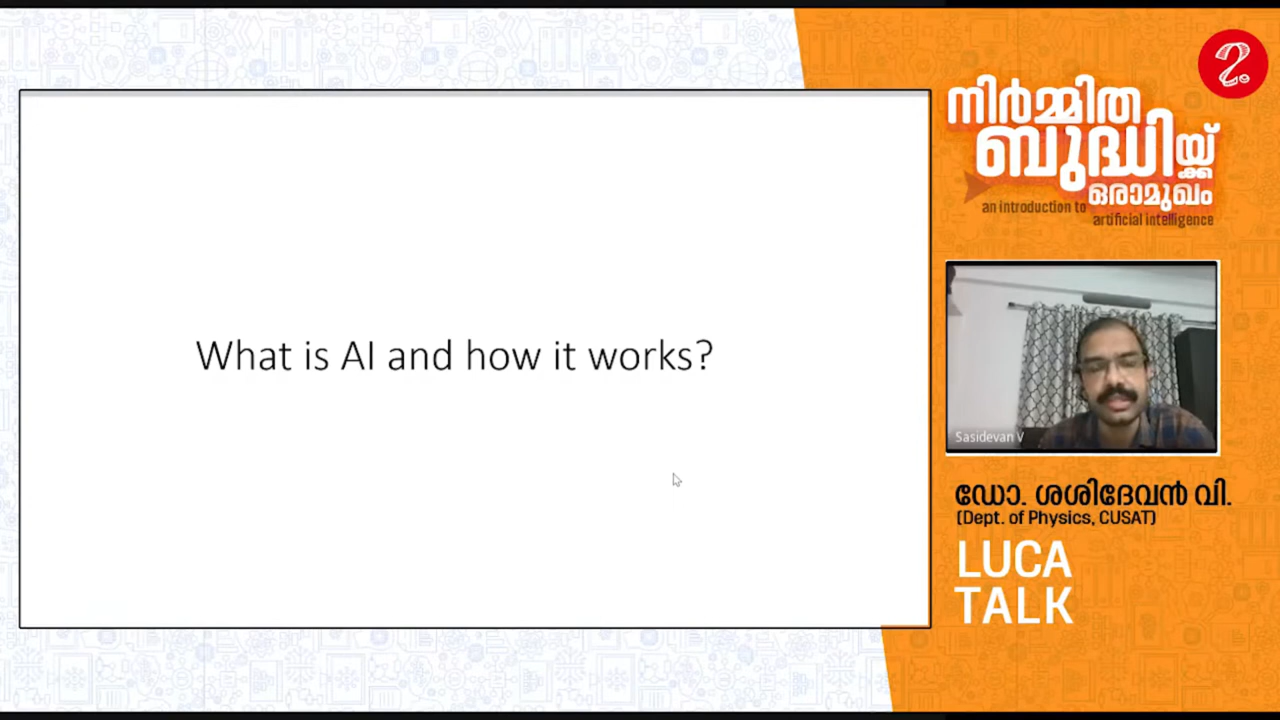 What is AI and how it works?
നിർമ്മിത
ബുദ്ധിയ്ക്ക്
ഒരാമുഖം
an introduction to
artificial intelligence
Sasidevan V
ഡോ. ശശിദേവൻ വി.
(Dept. of Physics, CUSAT)
LUCA
TALK